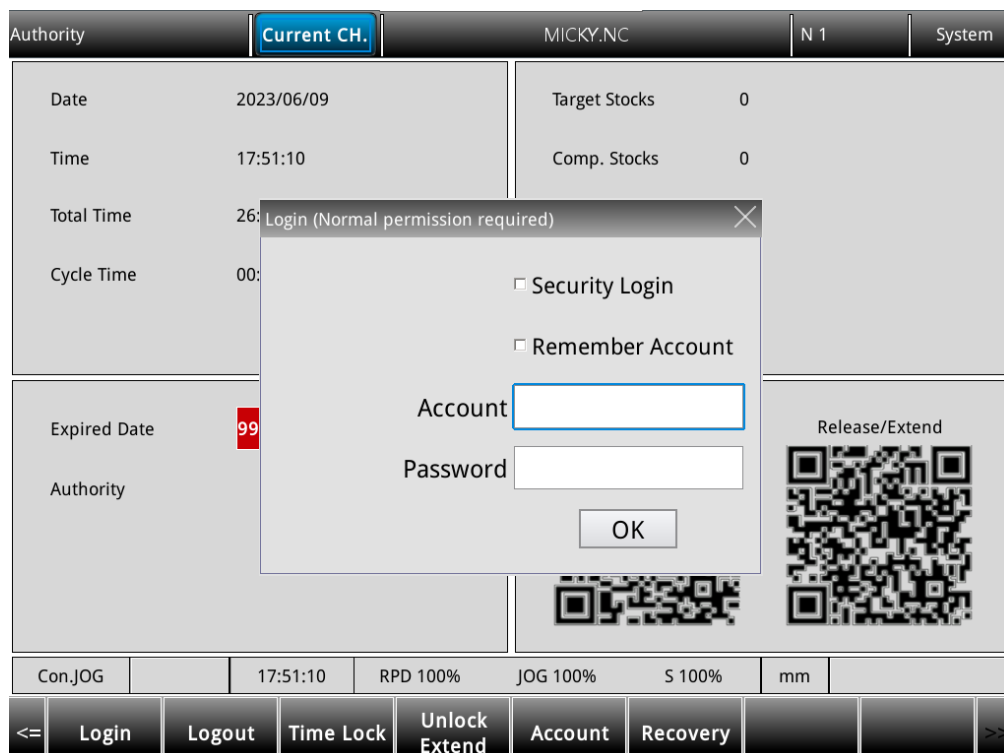 Authority Current CH. MICKY.NC N 1 System
Date 2023/06/09
Time 17:51:10
Total Time 26:
Cycle Time 00:
Target Stocks 0
Comp. Stocks 0
Login (Normal permission required)
Security Login
Remember Account
Account
Password
OK
Expired Date 99
Authority
Release/Extend
Con.JOG 17:51:10 RPD 100% JOG 100% S 100% mm
<= Login Logout Time Lock Unlock Extend Account Recovery >>